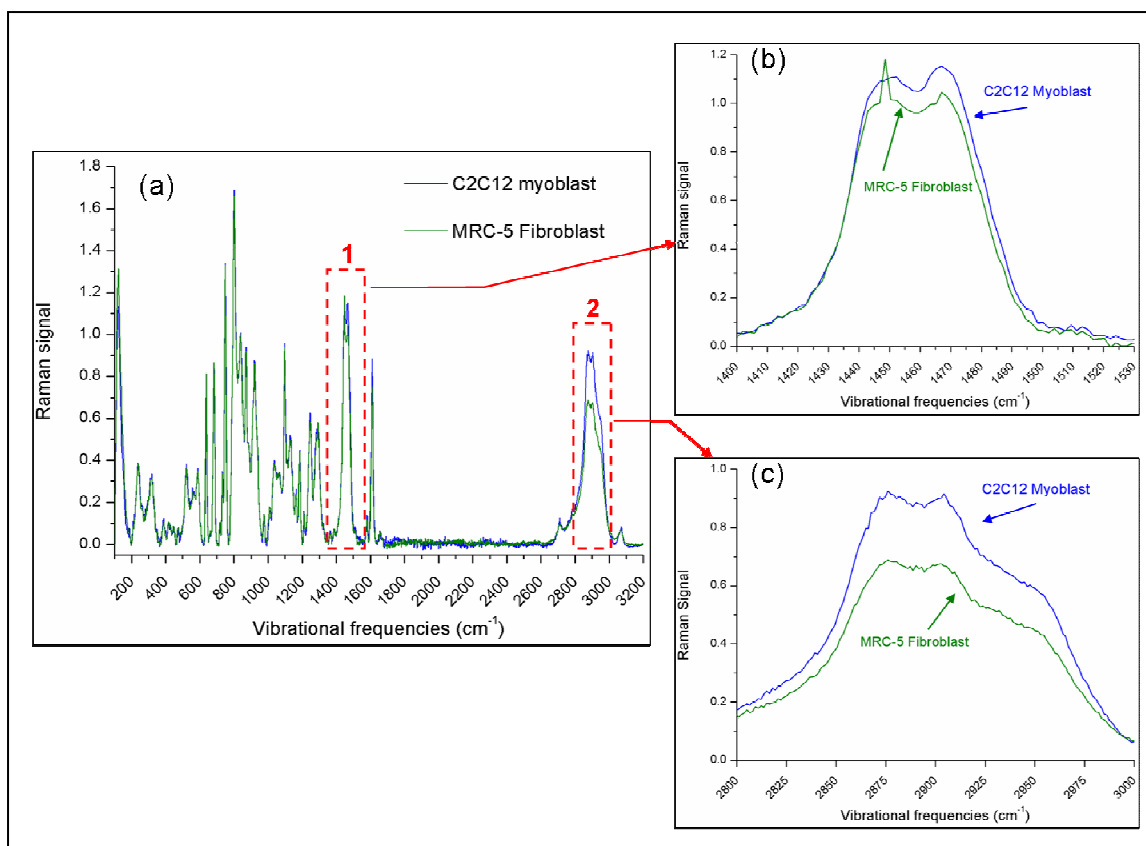 (a)
1.8
1.6
1.4
1.2
1.0
0.8
0.6
0.4
0.2
0.0
Raman signal
C2C12 myoblast
MRC-5 Fibroblast
1
2
200 400 600 800 1000 1200 1400 1600 1800 2000 2200 2400 2600 2800 3000 3200
Vibrational frequencies (cm-1)
(b)
1.2
1.0
0.8
0.6
0.4
0.2
0.0
Raman signal
C2C12 Myoblast
MRC-5 Fibroblast
1400 1410 1420 1430 1440 1450 1460 1470 1480 1490 1500 1510 1520 1530
Vibrational frequencies (cm-1)
(c)
1.0
0.8
0.6
0.4
0.2
0.0
Raman Signal
C2C12 Myoblast
MRC-5 Fibroblast
2800 2825 2850 2875 2900 2925 2950 2975 3000
Vibrational frequencies (cm-1)